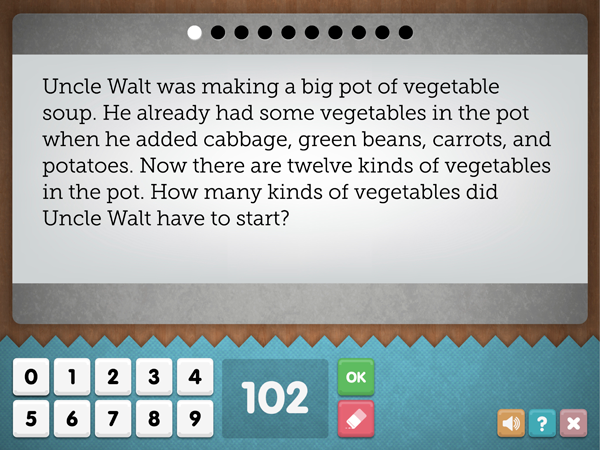 Uncle Walt was making a big pot of vegetable
soup. He already had some vegetables in the pot
when he added cabbage, green beans, carrots, and
potatoes. Now there are twelve kinds of vegetables
in the pot. How many kinds of vegetables did
Uncle Walt have to start?
0 1 2 3 4
102
OK
5 6 7 8 9
?